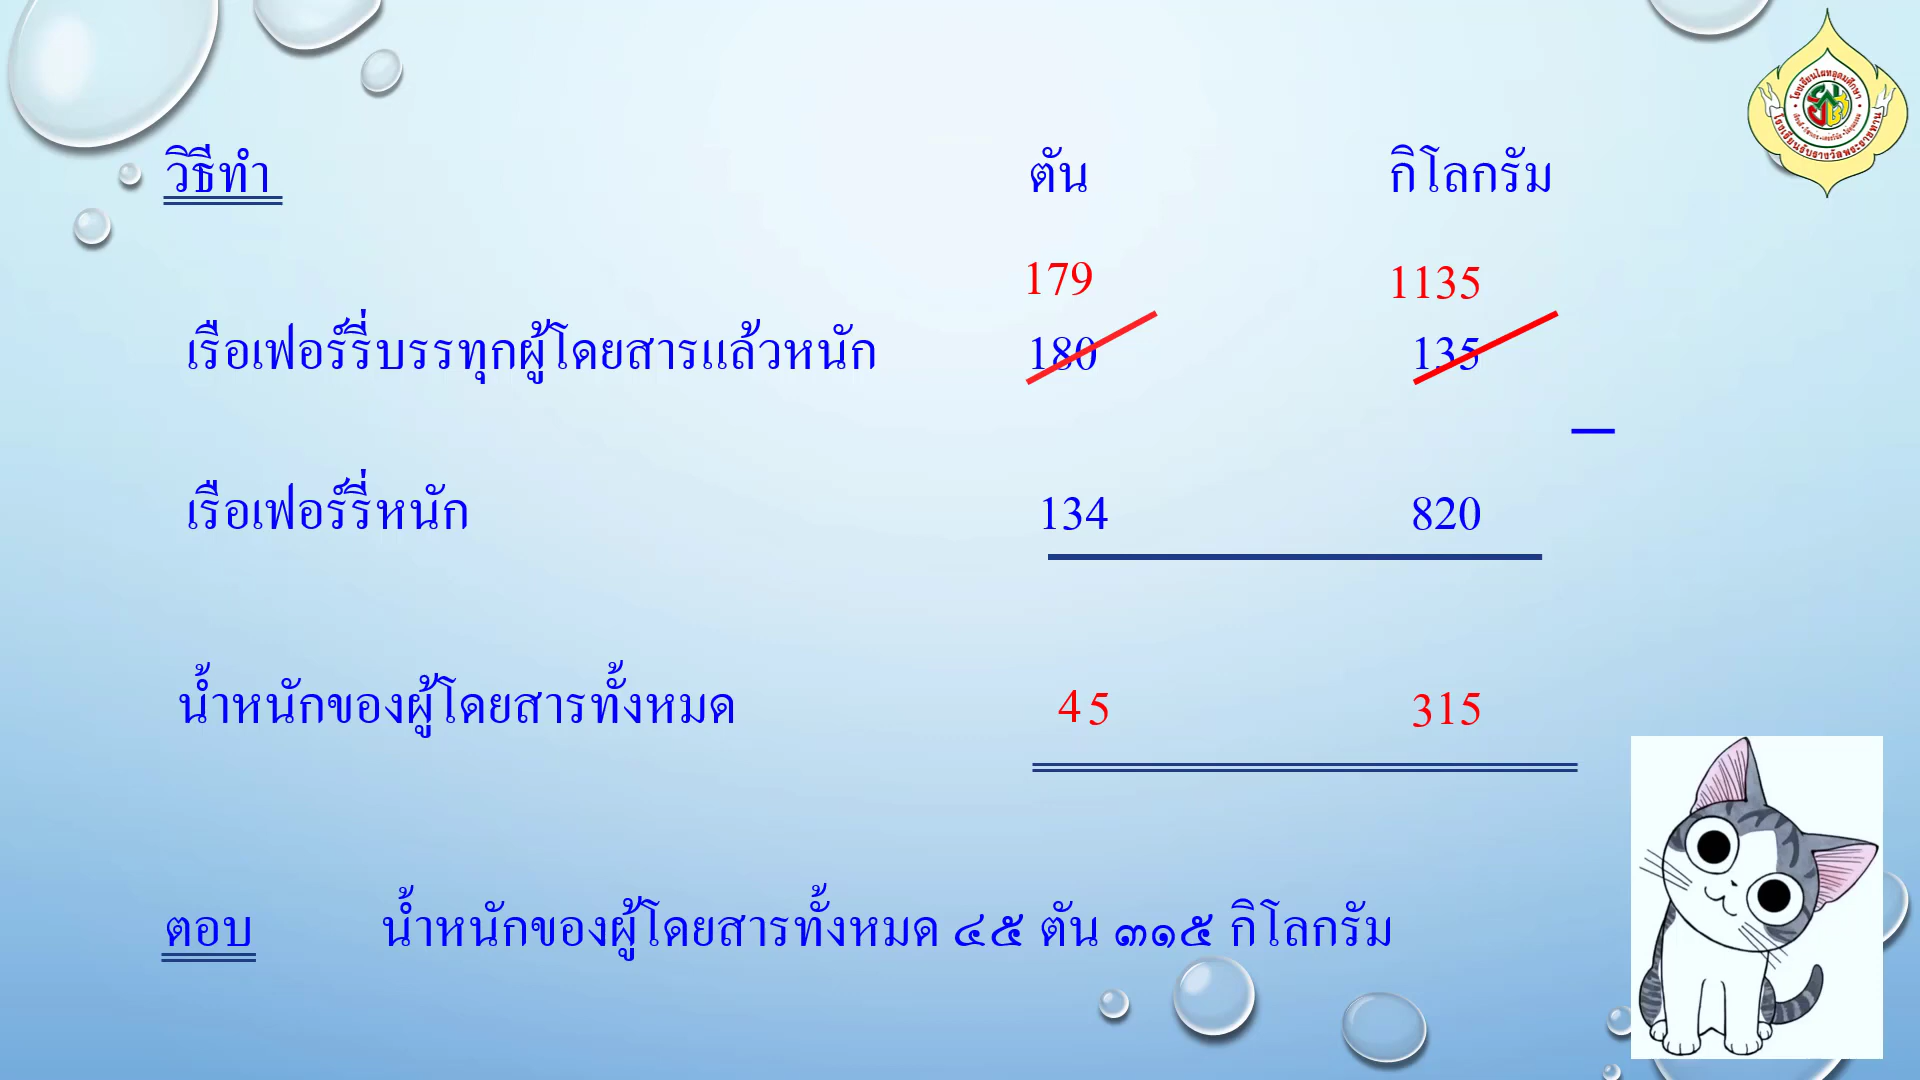 วิธีทำ ตัน กิโลกรัม
179 1135
เรือเฟอร์รี่บรรทุกผู้โดยสารแล้วหนัก 180 135
–
เรือเฟอร์รี่หนัก 134 820
น้ำหนักของผู้โดยสารทั้งหมด 45 315
ตอบ น้ำหนักของผู้โดยสารทั้งหมด ๔๕ ตัน ๓๑๕ กิโลกรัม